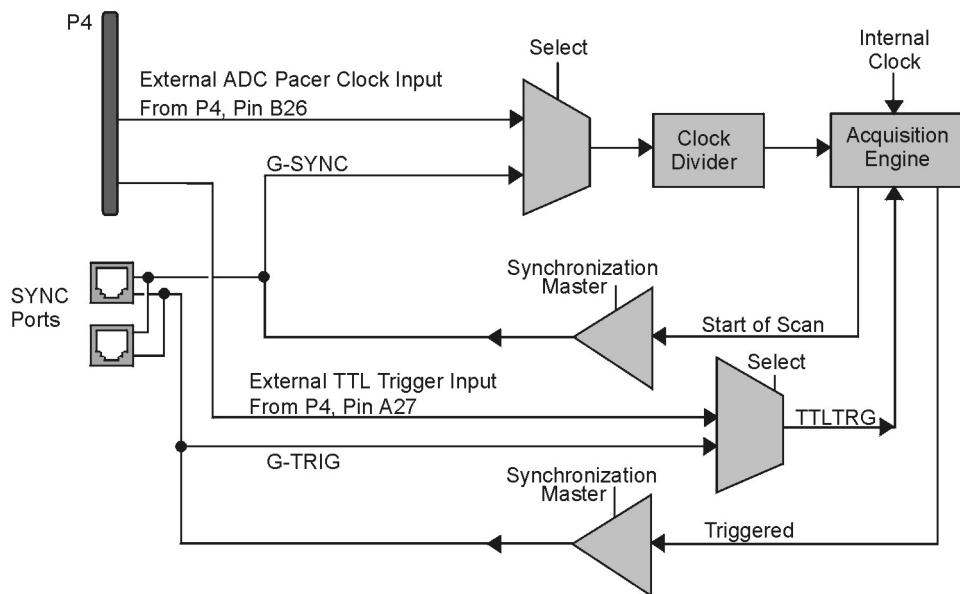 P4
Select
Internal
Clock
External ADC Pacer Clock Input
From P4, Pin B26
Clock
Divider
Acquisition
Engine
G-SYNC
SYNC
Ports
Synchronization
Master
Start of Scan
Select
External TTL Trigger Input
From P4, Pin A27
TTLTRG
G-TRIG
Synchronization
Master
Triggered